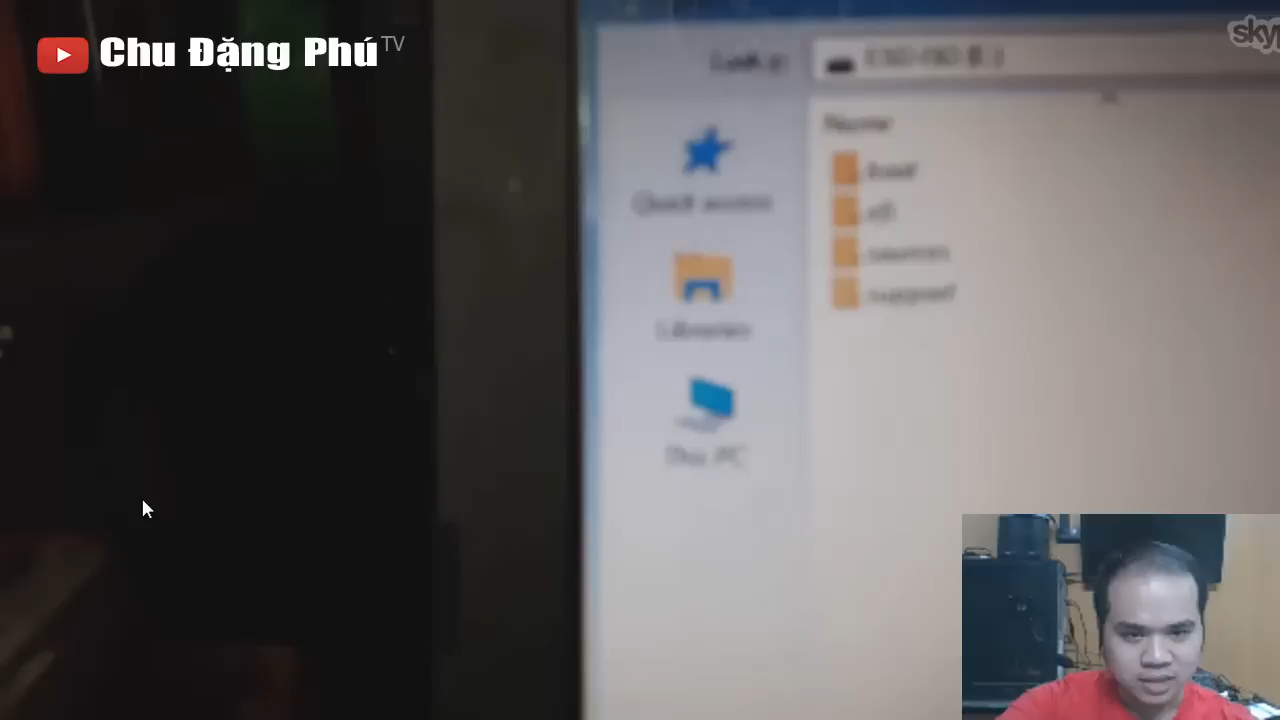 Chu Đặng Phú TV
Look in:
Name
boot
efi
Quick access
sources
support
Libraries
This PC